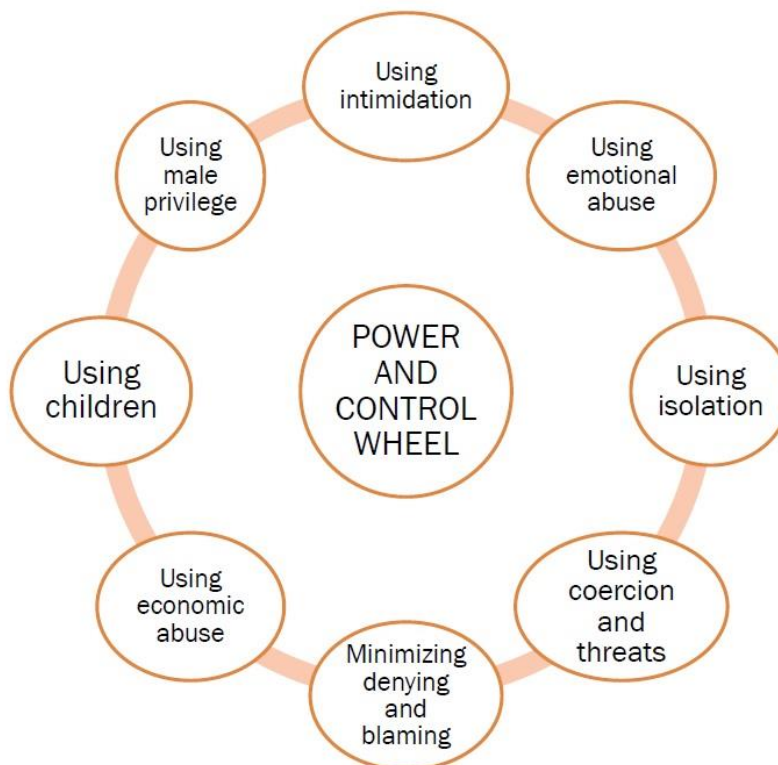 Using
intimidation
Using
emotional
abuse
Using
isolation
Using
coercion
and
threats
Minimizing
denying
and
blaming
Using
economic
abuse
Using
children
Using
male
privilege
POWER
AND
CONTROL
WHEEL